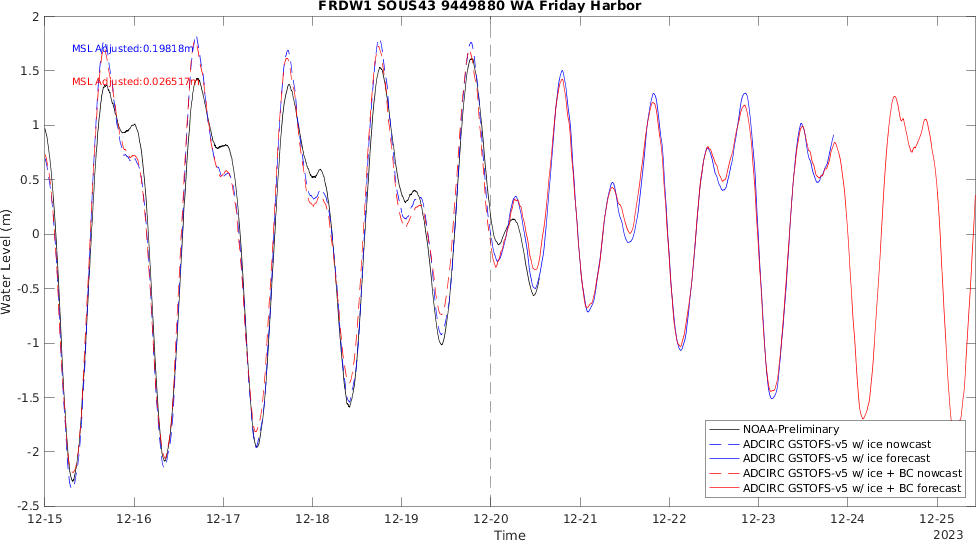 FRDW1 SOUS43 9449880 WA Friday Harbor
MSL Adjusted:0.19818m
MSL Adjusted:0.026517m
Water Level (m)
2
1.5
1
0.5
0
-0.5
-1
-1.5
-2
-2.5
NOAA-Preliminary
ADCIRC GSTOFS-v5 w/ ice nowcast
ADCIRC GSTOFS-v5 w/ ice forecast
ADCIRC GSTOFS-v5 w/ ice + BC nowcast
ADCIRC GSTOFS-v5 w/ ice + BC forecast
12-15 12-16 12-17 12-18 12-19 12-20 12-21 12-22 12-23 12-24 12-25
Time
2023